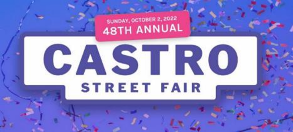 SUNDAY, OCTOBER 2, 2022
48TH ANNUAL
CASTRO
STREET FAIR